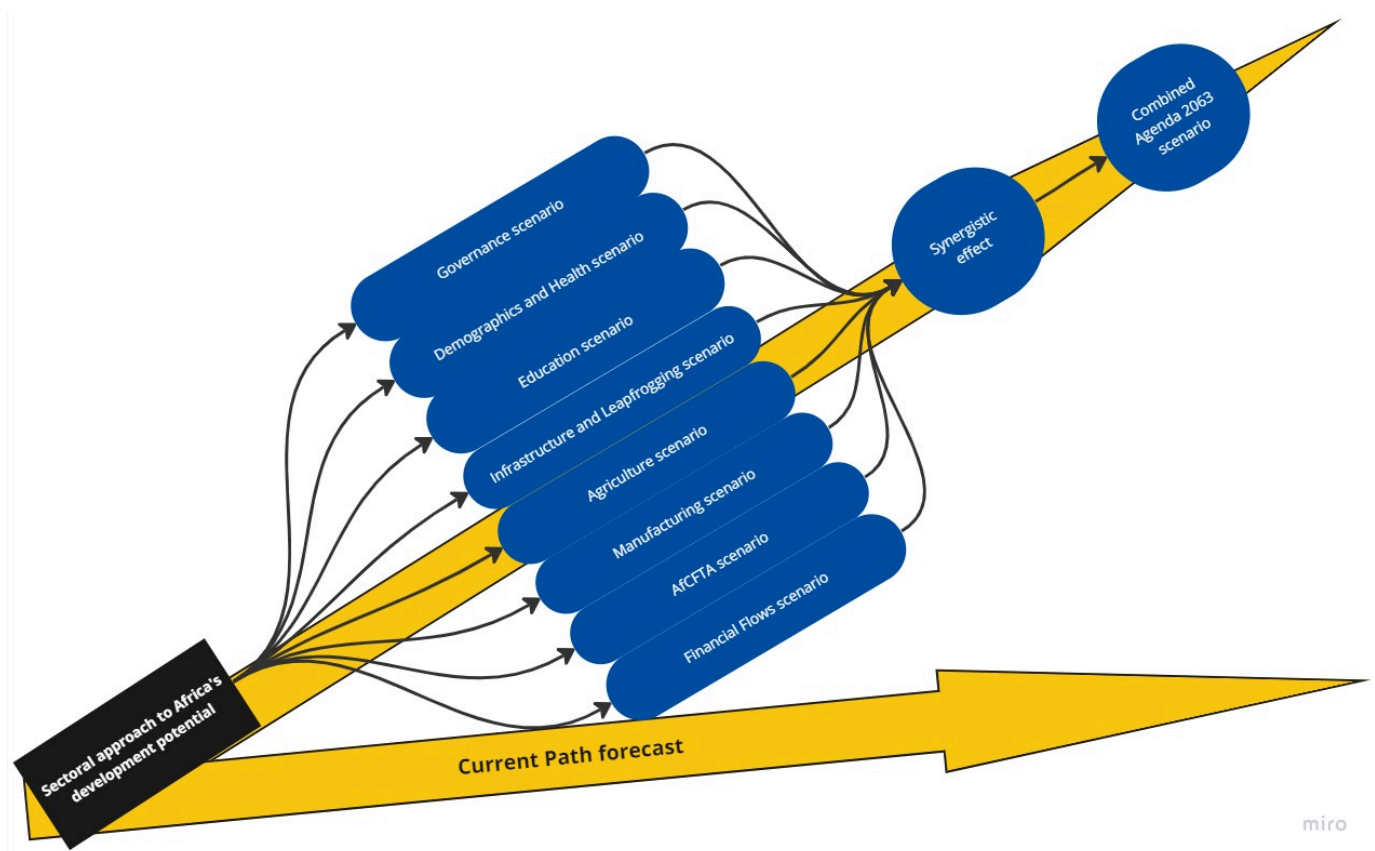 Combined
Agenda 2063
scenario
Synergistic
effect
Governance scenario
Demographics and Health scenario
Education scenario
Infrastructure and Leapfrogging scenario
Agriculture scenario
Manufacturing scenario
AfCFTA scenario
Financial Flows scenario
Sectoral approach to Africa's
development potential
Current Path forecast
miro